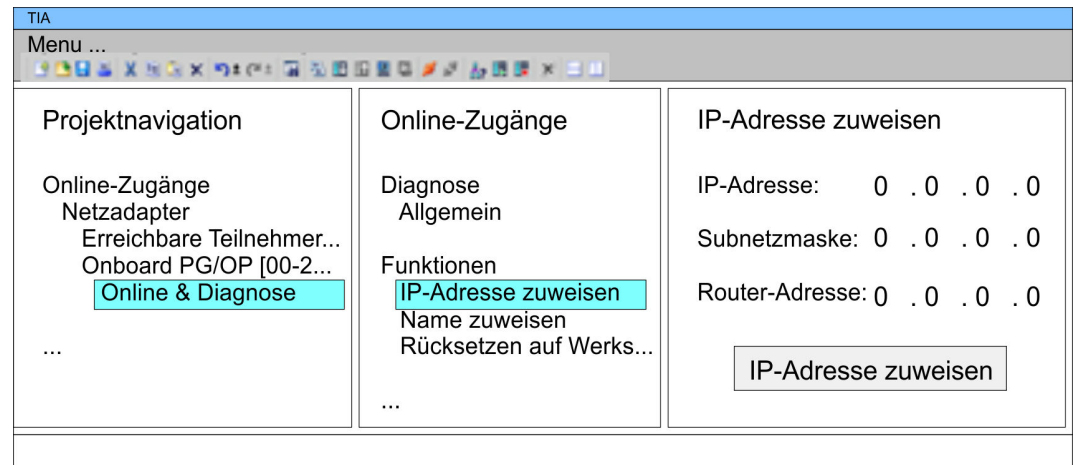 TIA
Menu ...
Projektnavigation
Online-Zugänge
Netzadapter
Erreichbare Teilnehmer...
Onboard PG/OP [00-2...
Online & Diagnose
...
Online-Zugänge
Diagnose
Allgemein
Funktionen
IP-Adresse zuweisen
Name zuweisen
Rücksetzen auf Werks...
...
IP-Adresse zuweisen
IP-Adresse: 0 . 0 . 0 . 0
Subnetzmaske: 0 . 0 . 0 . 0
Router-Adresse: 0 . 0 . 0 . 0
IP-Adresse zuweisen